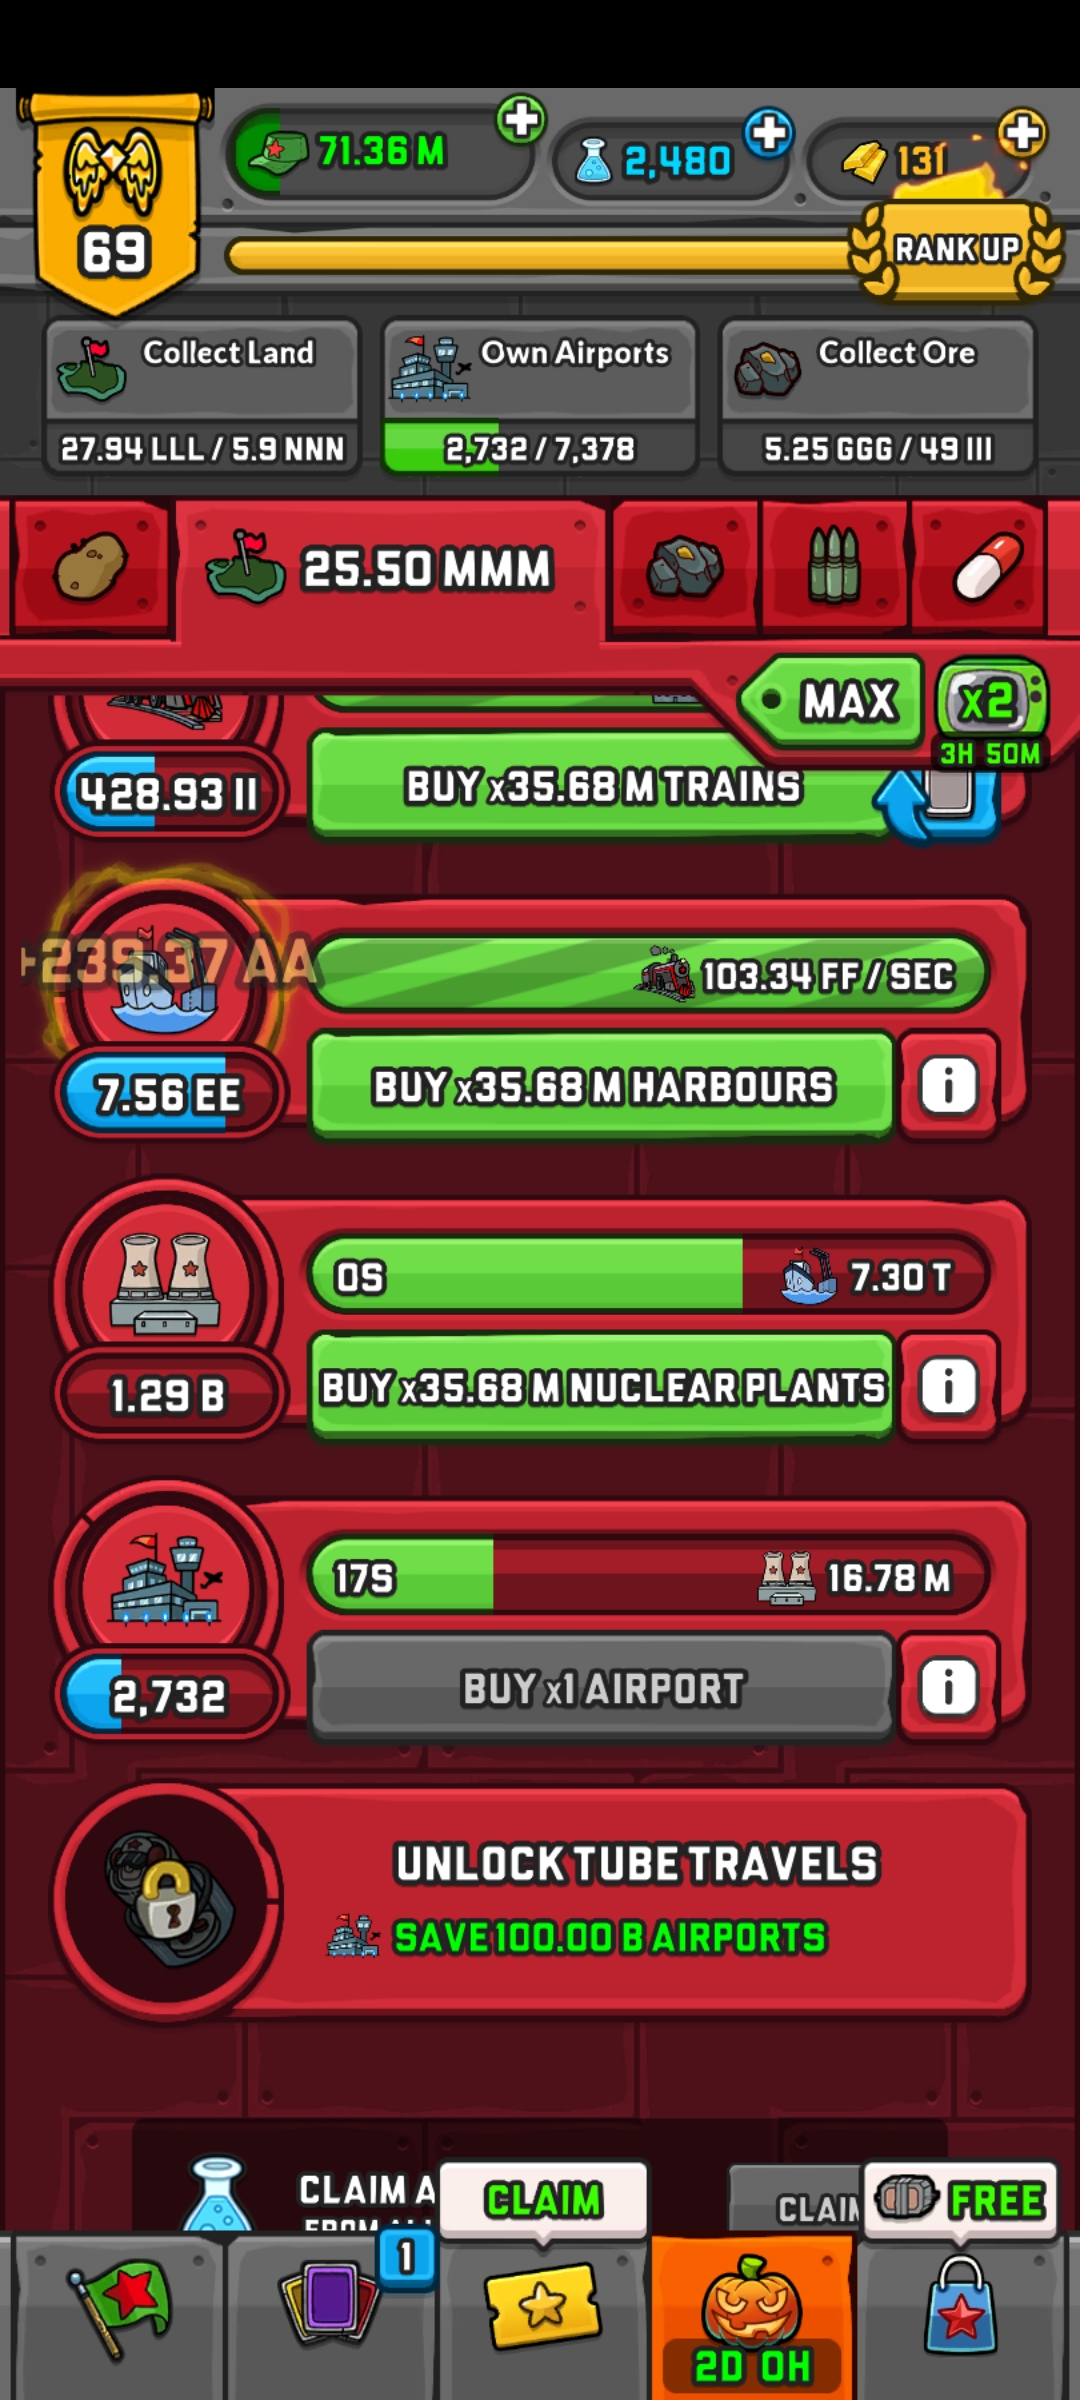 71.36 M
2,480
131
69
RANK UP
Collect Land
Own Airports
Collect Ore
27.94 LLL / 5.9 NNN
2,732 / 7,378
5.25 GGG / 49 III
25.50 MMM
MAX
x2
3H 50M
428.93 II
BUY x35.68 M TRAINS
+239.37 AA
103.34 FF / SEC
7.56 EE
BUY x35.68 M HARBOURS
i
0S
7.30 T
1.29 B
BUY x35.68 M NUCLEAR PLANTS
i
17S
16.78 M
2,732
BUY x1 AIRPORT
i
UNLOCK TUBE TRAVELS
SAVE 100.00 B AIRPORTS
CLAIM A
CLAIM
CLAIM
FREE
1
2D 0H